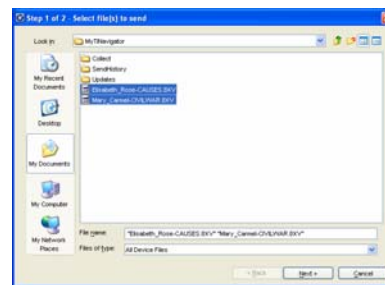 Step 1 of 2 - Select file(s) to send
Look in: MyTINavigator
Collect
SendHistory
Updates
Elisabeth_Rose-CAUSES.8XV
Mary_Carmel-CIVILWAR.8XV
My Recent
Documents
Desktop
My Documents
My Computer
My Network
Places
File name: "Elisabeth_Rose-CAUSES.8XV" "Mary_Carmel-CIVILWAR.8XV"
Files of type: All Device Files
< Back Next > Cancel